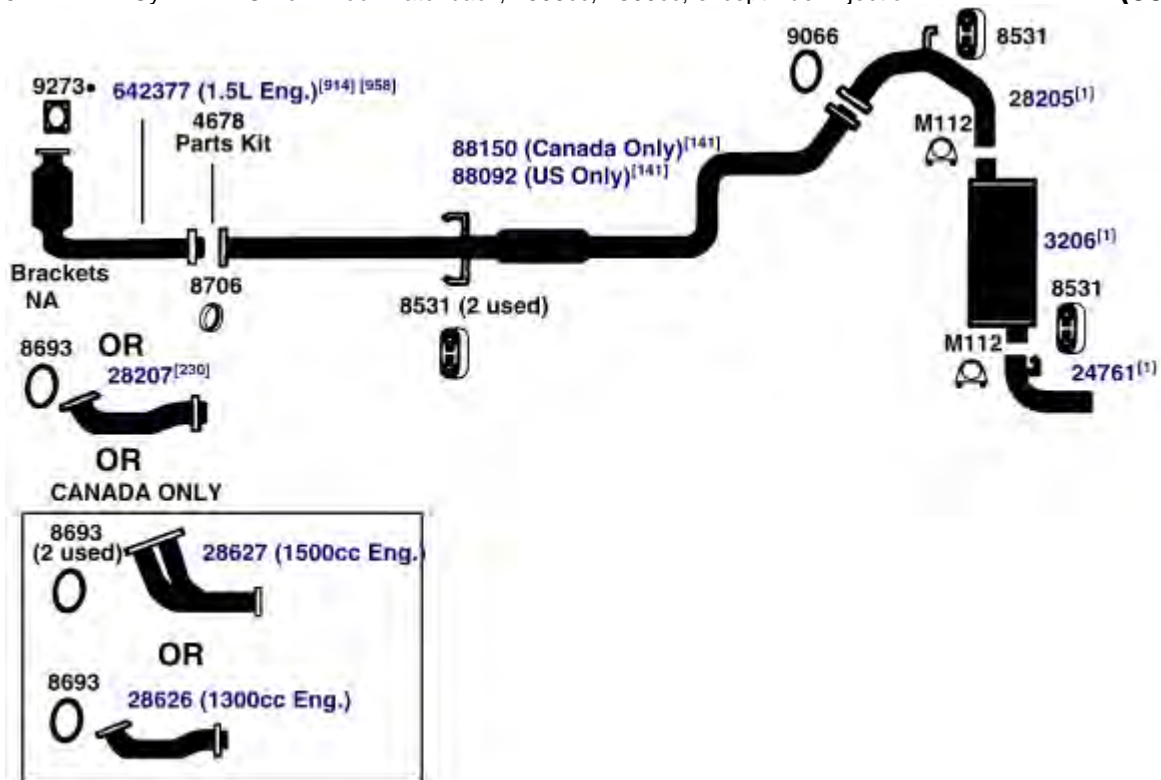 9066
8531
9273•
642377 (1.5L Eng.)[914] [958]
28205[1]
4678
Parts Kit
M112
88150 (Canada Only)[141]
88092 (US Only)[141]
3206[1]
Brackets
NA
8706
8531 (2 used)
8531
M112
24761[1]
8693
OR
28207[230]
OR
CANADA ONLY
8693
(2 used)
28627 (1500cc Eng.)
OR
8693
28626 (1300cc Eng.)